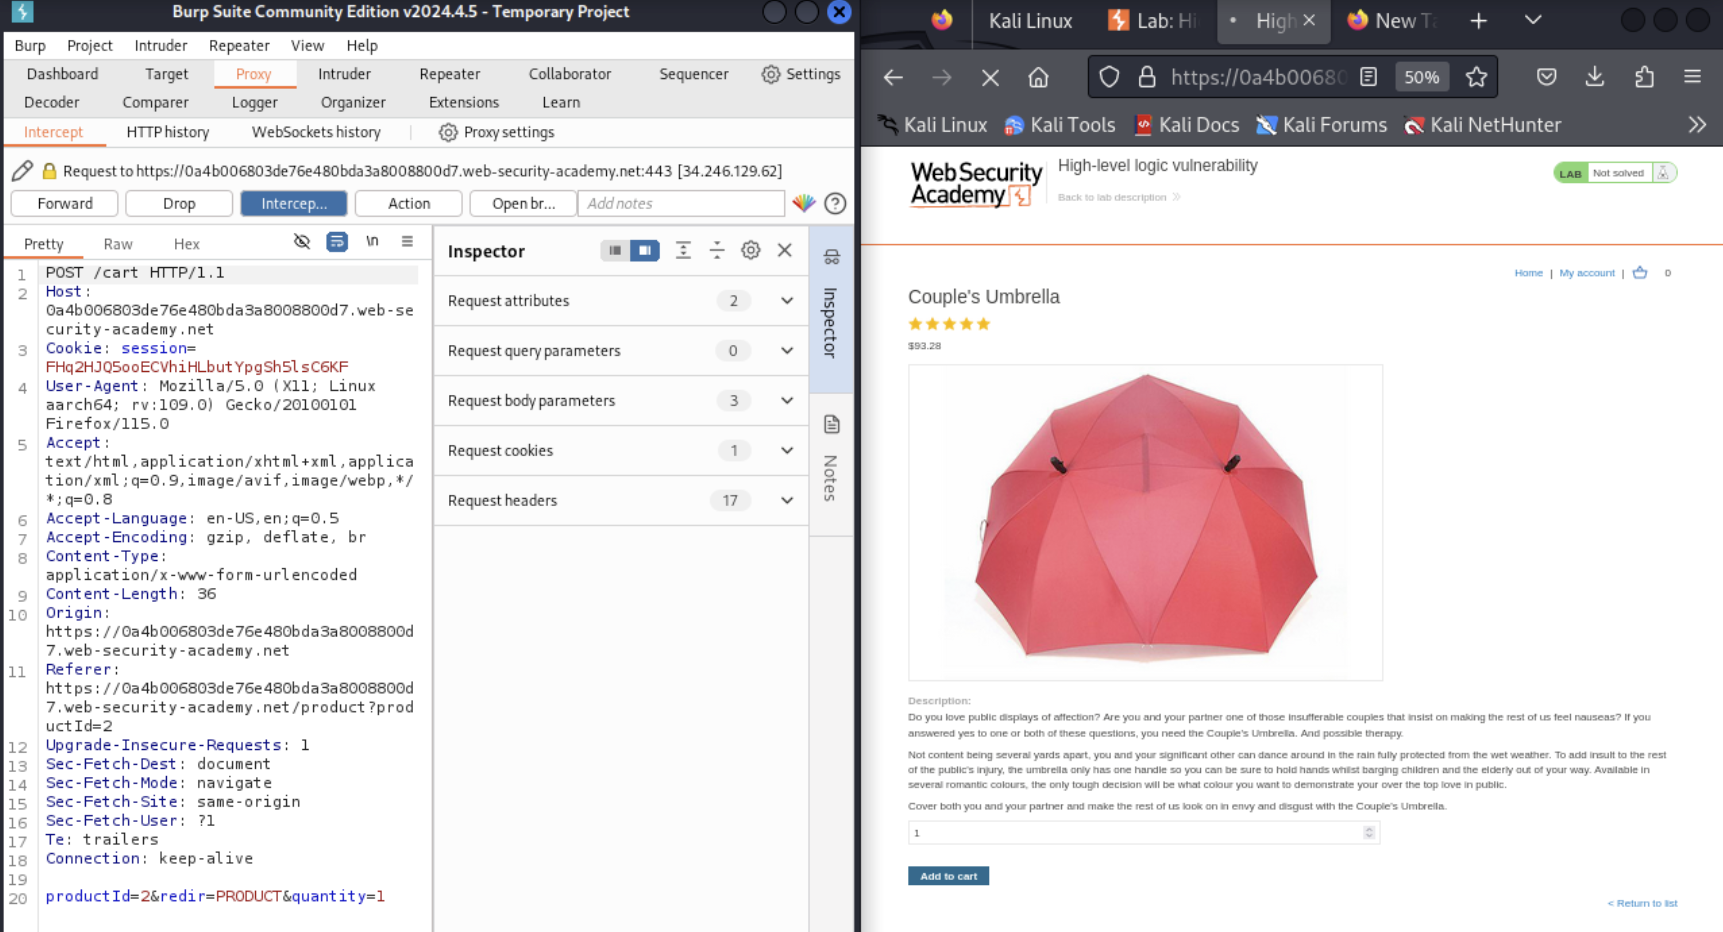 Burp Suite Community Edition v2024.4.5 - Temporary Project
Burp Project Intruder Repeater View Help
Dashboard Target Proxy Intruder Repeater Collaborator Sequencer Settings
Decoder Comparer Logger Organizer Extensions Learn
Intercept HTTP history WebSockets history Proxy settings
Request to https://0a4b006803de76e480bda3a8008800d7.web-security-academy.net:443 [34.246.129.62]
Forward Drop Intercep... Action Open br... Add notes
Pretty Raw Hex \n
1 POST /cart HTTP/1.1
2 Host:
0a4b006803de76e480bda3a8008800d7.web-se
curity-academy.net
3 Cookie: session=
FHq2HJQ5ooECVhiHLbutYpgSh5lsC6KF
4 User-Agent: Mozilla/5.0 (X11; Linux
aarch64; rv:109.0) Gecko/20100101
Firefox/115.0
5 Accept:
text/html,application/xhtml+xml,applica
tion/xml;q=0.9,image/avif,image/webp,*/
*;q=0.8
6 Accept-Language: en-US,en;q=0.5
7 Accept-Encoding: gzip, deflate, br
8 Content-Type:
application/x-www-form-urlencoded
9 Content-Length: 36
10 Origin:
https://0a4b006803de76e480bda3a8008800d
7.web-security-academy.net
11 Referer:
https://0a4b006803de76e480bda3a8008800d
7.web-security-academy.net/product?prod
uctId=2
12 Upgrade-Insecure-Requests: 1
13 Sec-Fetch-Dest: document
14 Sec-Fetch-Mode: navigate
15 Sec-Fetch-Site: same-origin
16 Sec-Fetch-User: ?1
17 Te: trailers
18 Connection: keep-alive
19
20 productId=2&redir=PRODUCT&quantity=1
Inspector
Request attributes 2
Request query parameters 0
Request body parameters 3
Request cookies 1
Request headers 17
Inspector
Notes
Kali Linux Lab: Hi High New Ta
https://0a4b00680 50%
Kali Linux Kali Tools Kali Docs Kali Forums Kali NetHunter
Web Security
Academy
High-level logic vulnerability
Back to lab description
LAB Not solved
Home | My account | 0
Couple's Umbrella
$93.28
Description:
Do you love public displays of affection? Are you and your partner one of those insufferable couples that insist on making the rest of us feel nauseas? If you
answered yes to one or both of these questions, you need the Couple's Umbrella. And possible therapy.
Not content being several yards apart, you and your significant other can dance around in the rain fully protected from the wet weather. To add insult to the rest
of the public's injury, the umbrella only has one handle so you can be sure to hold hands whilst barging children and the elderly out of your way. Available in
several romantic colours, the only tough decision will be what colour you want to demonstrate your over the top love in public.
Cover both you and your partner and make the rest of us look on in envy and disgust with the Couple's Umbrella.
1
Add to cart
< Return to list